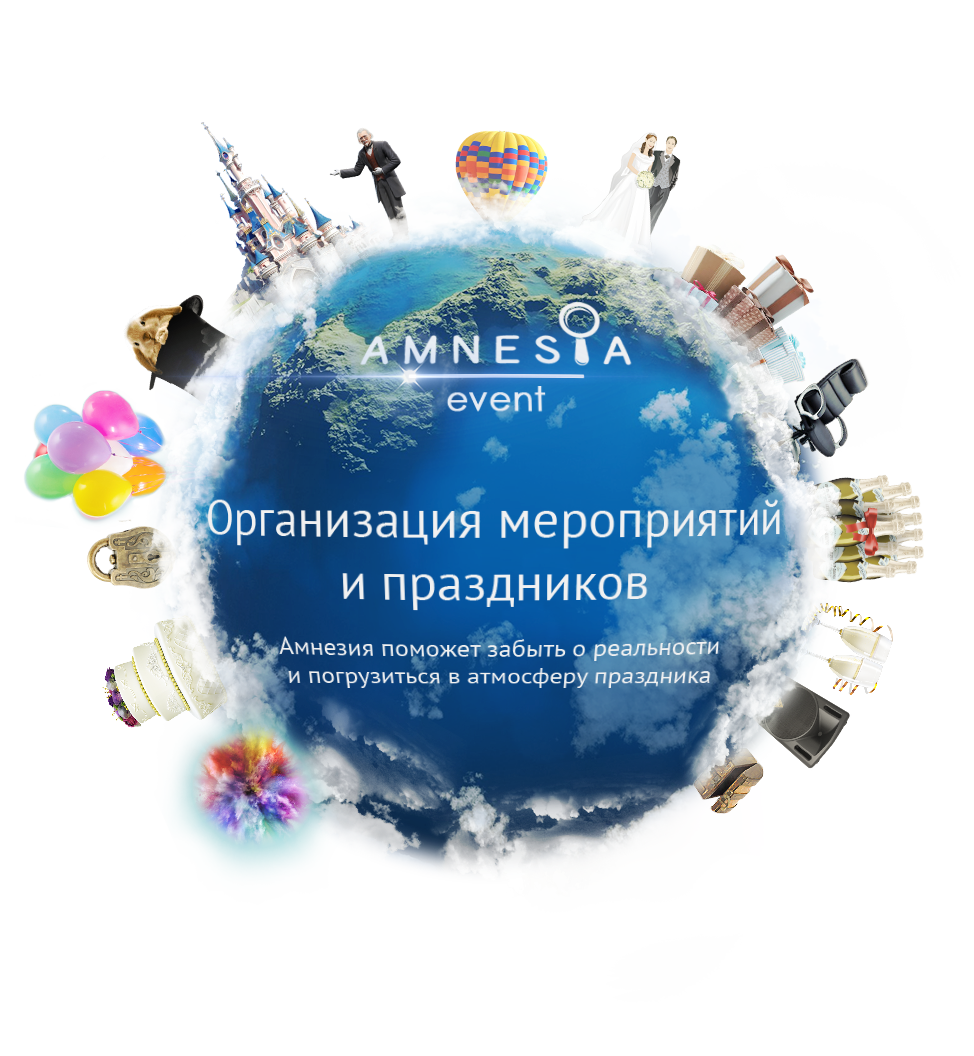 AMNESIA
event
Организация мероприятий
и праздников
Амнезия поможет забыть о реальности
и погрузиться в атмосферу праздника